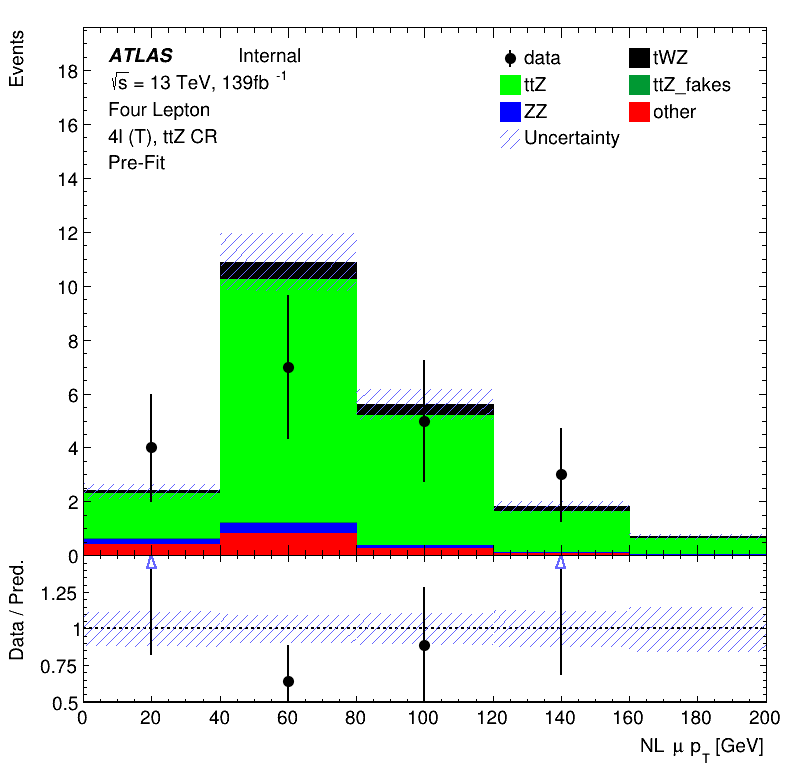 Events
ATLAS Internal
√s = 13 TeV, 139fb⁻¹
Four Lepton
4l (T), ttZ CR
Pre-Fit
data
tWZ
ttZ
ttZ_fakes
ZZ
other
Uncertainty
18
16
14
12
10
8
6
4
2
0
Data / Pred.
1.25
1
0.75
0.5
0 20 40 60 80 100 120 140 160 180 200
NL μ p_T [GeV]